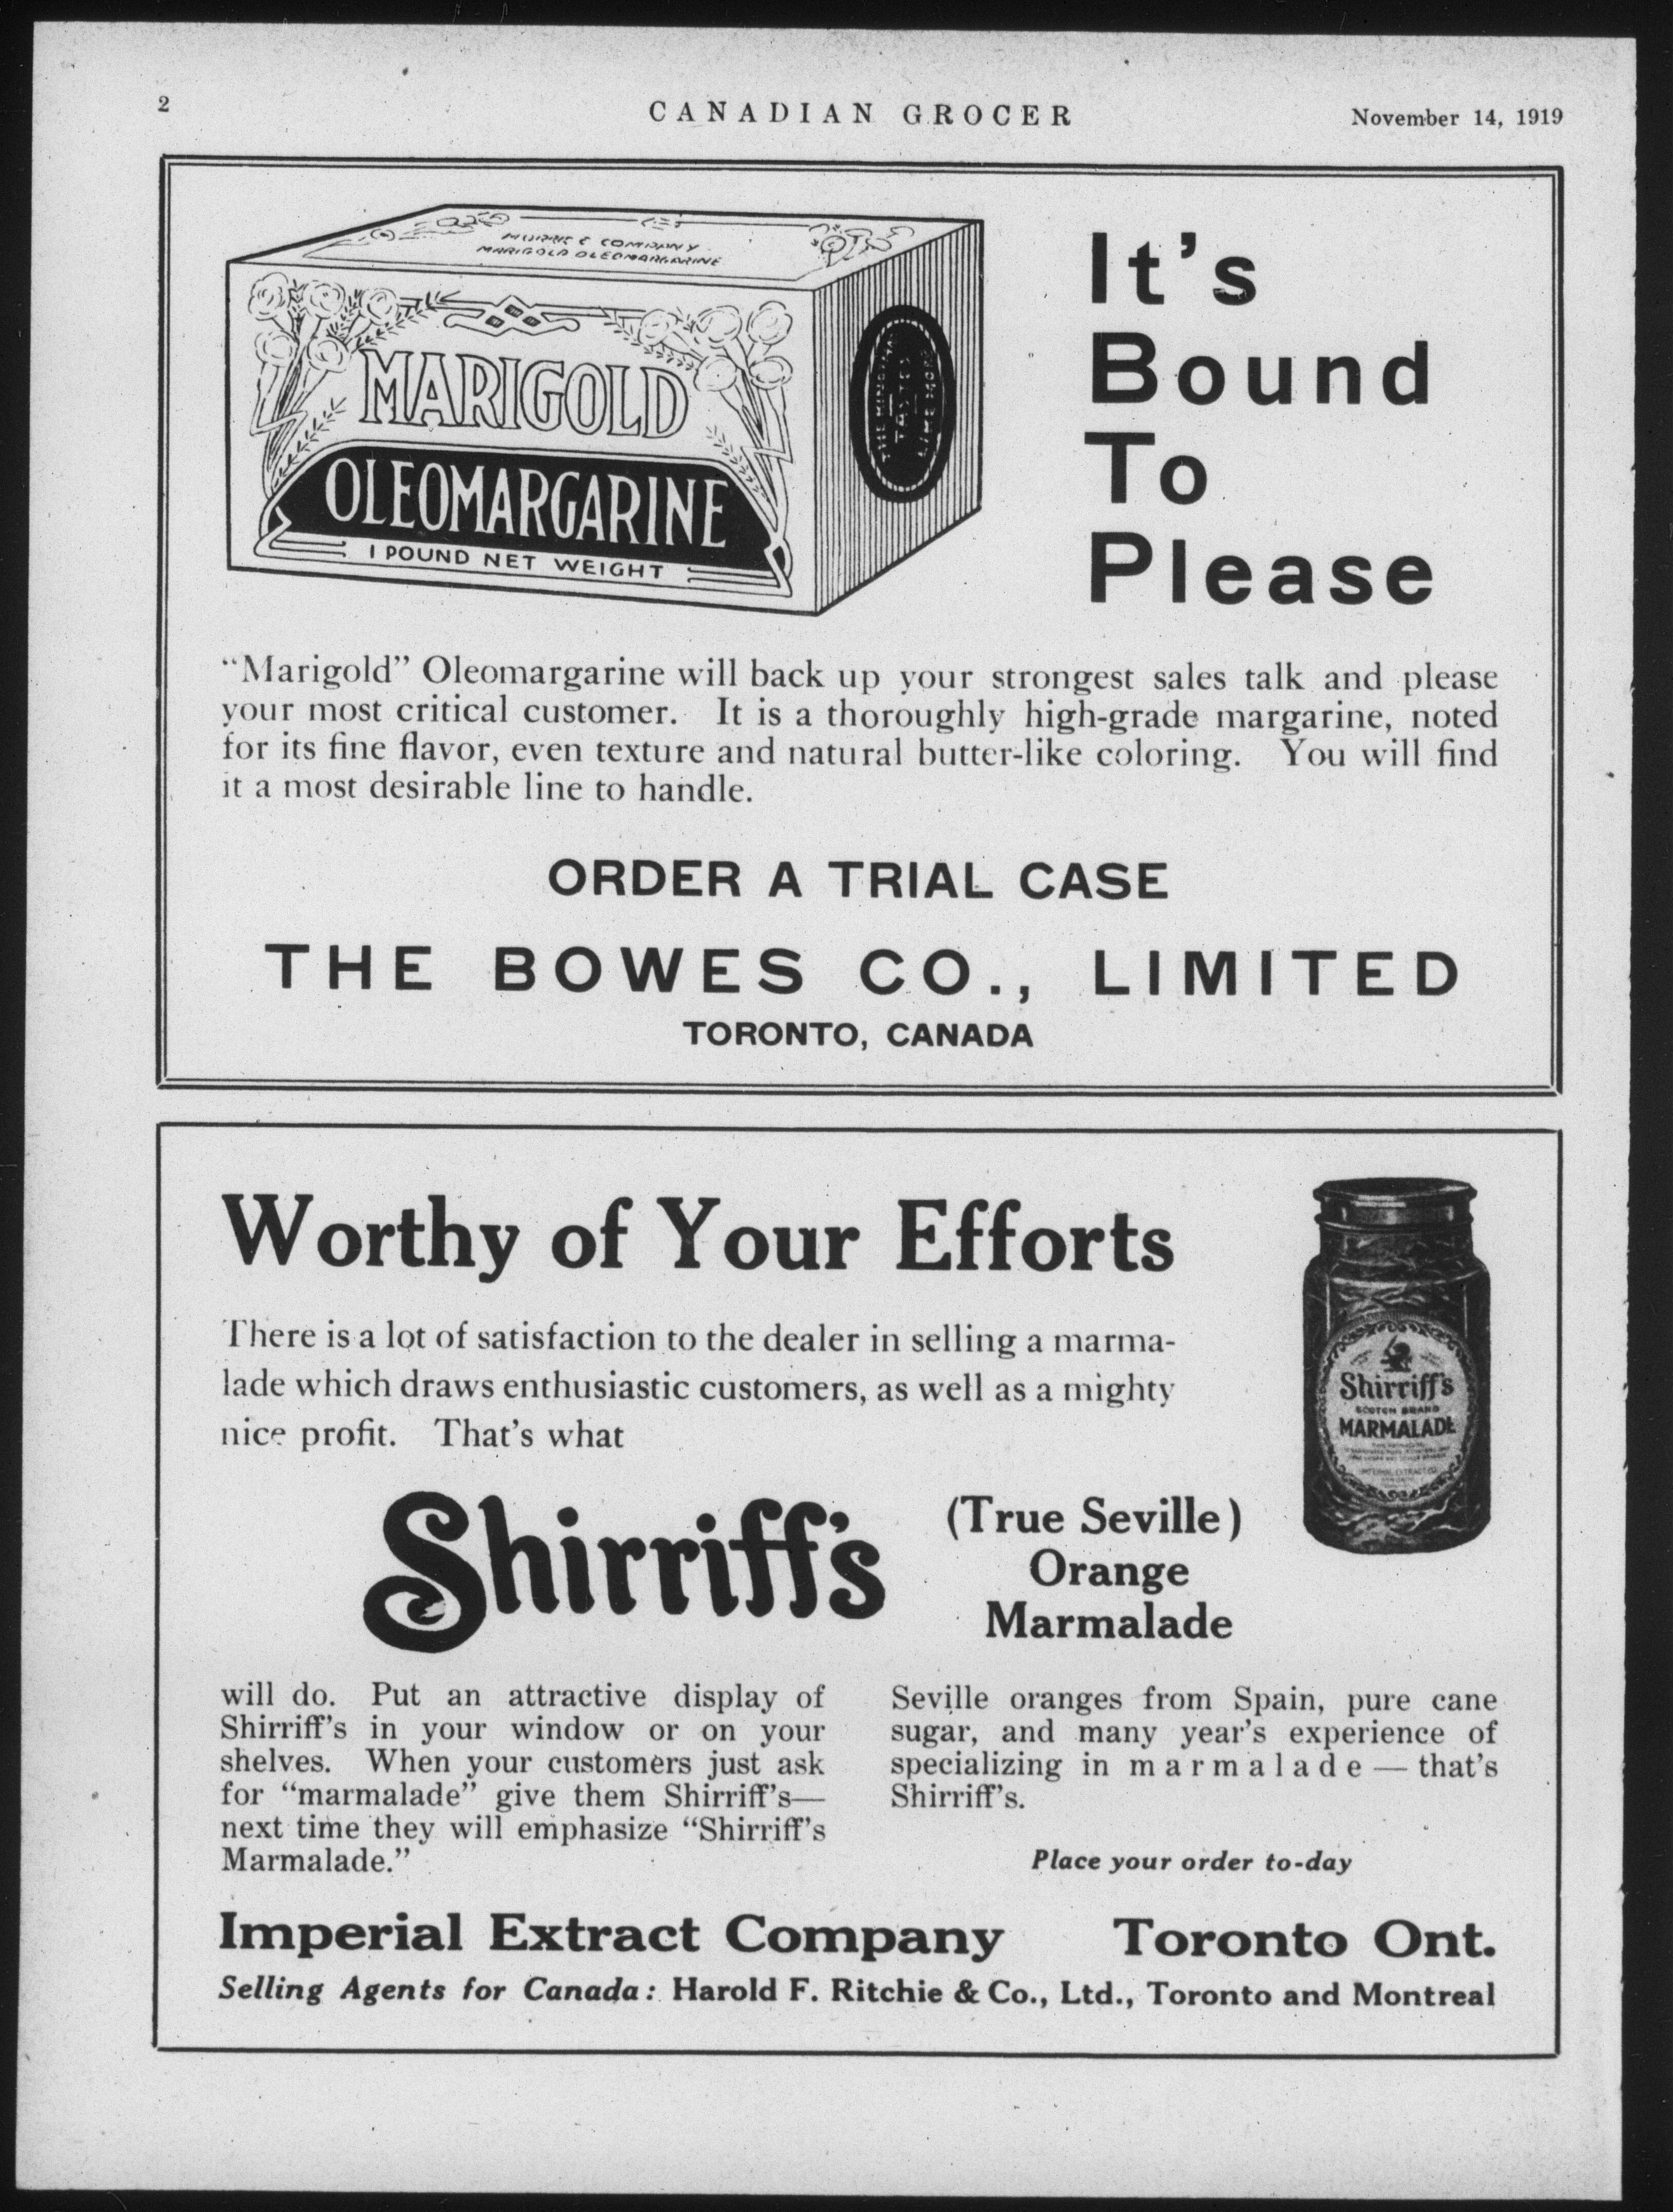 2
CANADIAN GROCER
November 14, 1919
& COMPANY
MARIGOLD OLEOMARGARINE
MARIGOLD
OLEOMARGARINE
1 POUND NET WEIGHT
It's
Bound
To
Please
"Marigold" Oleomargarine will back up your strongest sales talk and please
your most critical customer. It is a thoroughly high-grade margarine, noted
for its fine flavor, even texture and natural butter-like coloring. You will find
it a most desirable line to handle.
ORDER A TRIAL CASE
THE BOWES CO., LIMITED
TORONTO, CANADA
Worthy of Your Efforts
There is a lot of satisfaction to the dealer in selling a marma-
lade which draws enthusiastic customers, as well as a mighty
nice profit. That's what
Shirriff's
SCOTCH BRAND
MARMALADE
Shirriff's
(True Seville)
Orange
Marmalade
will do. Put an attractive display of
Shirriff's in your window or on your
shelves. When your customers just ask
for "marmalade" give them Shirriff's—
next time they will emphasize "Shirriff's
Marmalade."
Seville oranges from Spain, pure cane
sugar, and many year's experience of
specializing in marmalade — that's
Shirriff's.
Place your order to-day
Imperial Extract Company Toronto Ont.
Selling Agents for Canada: Harold F. Ritchie & Co., Ltd., Toronto and Montreal